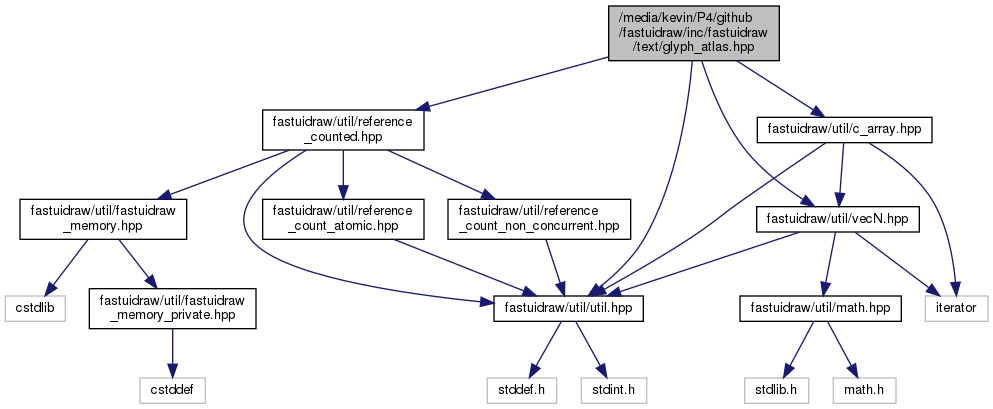 /media/kevin/P4/github
/fastuidraw/inc/fastuidraw
/text/glyph_atlas.hpp
fastuidraw/util/reference
_counted.hpp
fastuidraw/util/c_array.hpp
fastuidraw/util/fastuidraw
_memory.hpp
fastuidraw/util/reference
_count_atomic.hpp
fastuidraw/util/reference
_count_non_concurrent.hpp
fastuidraw/util/vecN.hpp
cstdlib
fastuidraw/util/fastuidraw
_memory_private.hpp
fastuidraw/util/util.hpp
fastuidraw/util/math.hpp
iterator
cstddef
stddef.h
stdint.h
stdlib.h
math.h